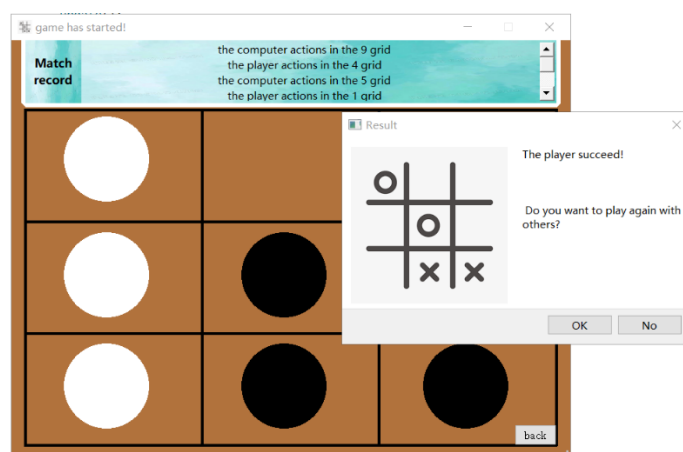 game has started!
Match
record
the computer actions in the 9 grid
the player actions in the 4 grid
the computer actions in the 5 grid
the player actions in the 1 grid
Result
The player succeed!
Do you want to play again with
others?
OK
No
back